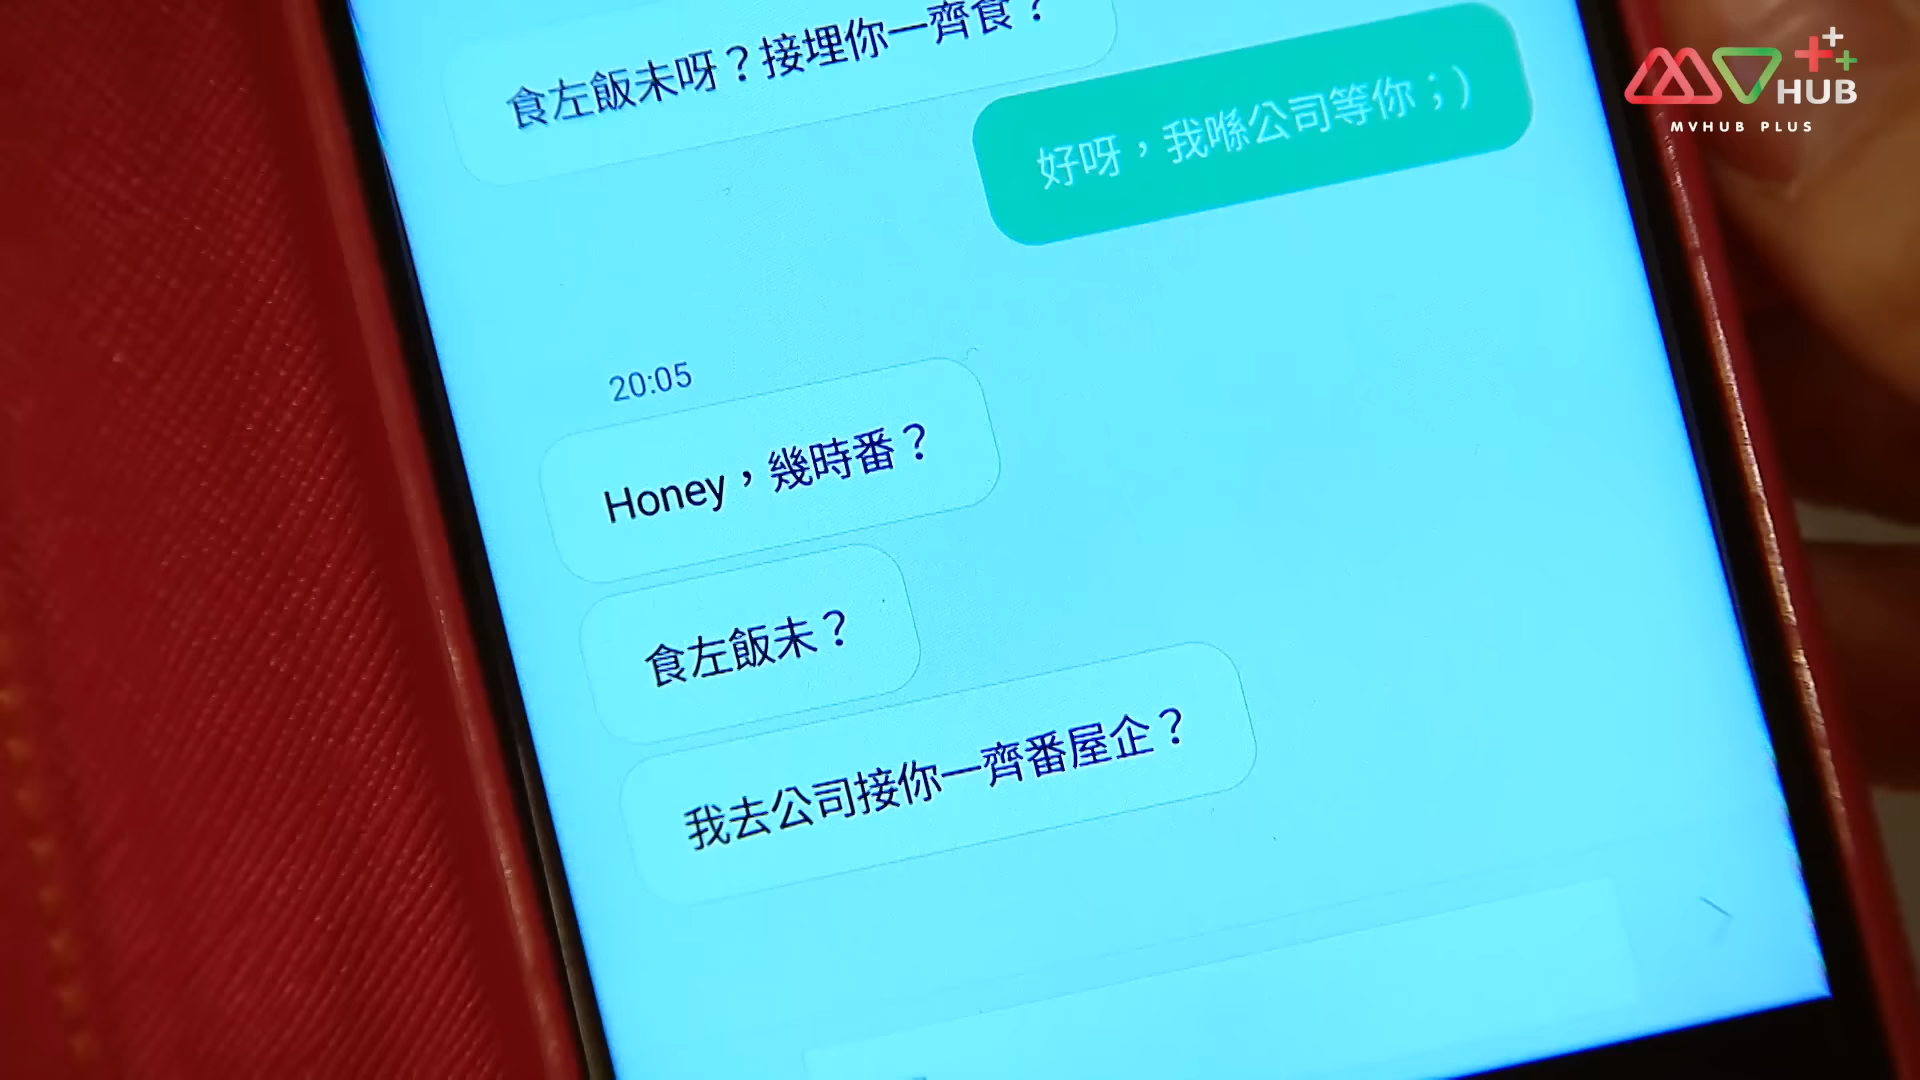 食左飯未呀？接埋你一齊食？
好呀，我喺公司等你；)
20:05
Honey，幾時番？
食左飯未？
我去公司接你一齊番屋企？
MVHUB
MVHUB PLUS